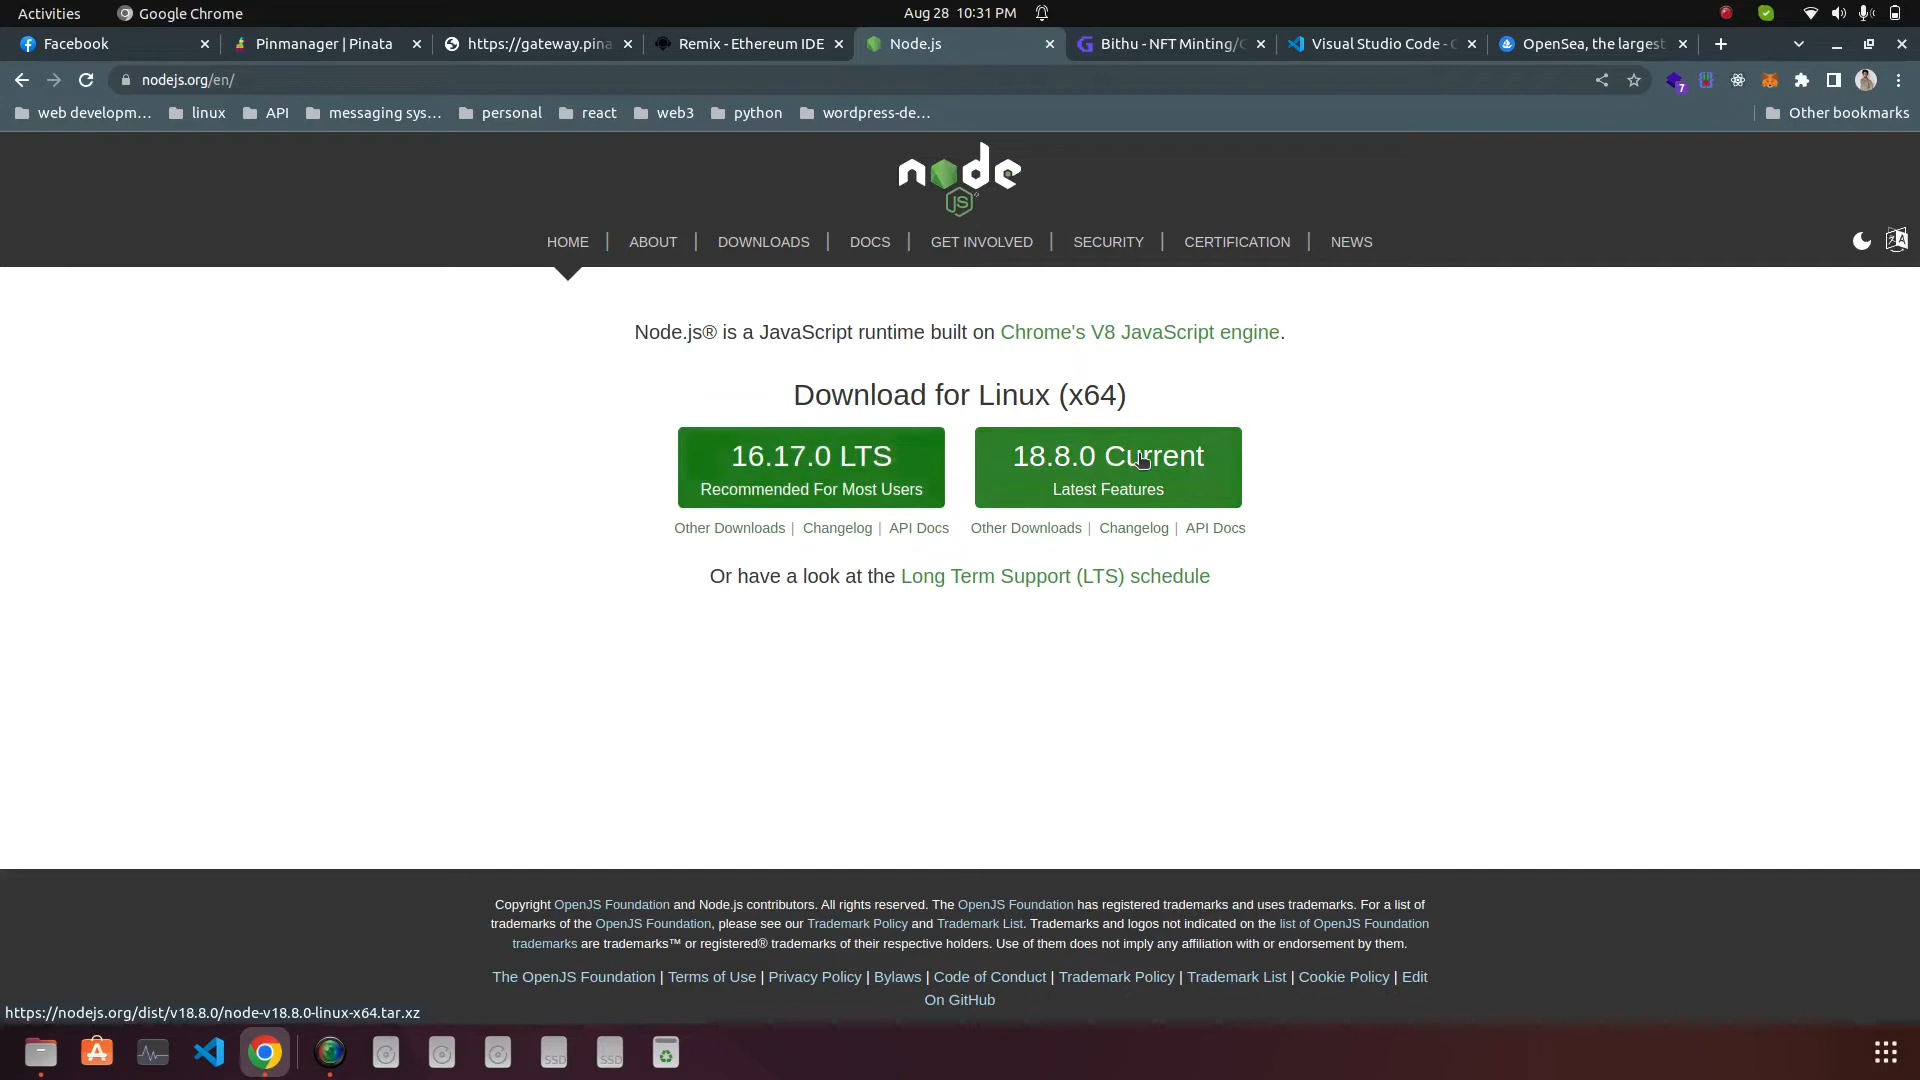 Activities
Google Chrome
Aug 28 10:31 PM
Facebook
Pinmanager | Pinata
https://gateway.pina
Remix - Ethereum IDE
Node.js
Bithu - NFT Minting/C
Visual Studio Code - C
OpenSea, the largest
nodejs.org/en/
7
web developm...
linux
API
messaging sys...
personal
react
web3
python
wordpress-de...
Other bookmarks
node
JS
HOME | ABOUT | DOWNLOADS | DOCS | GET INVOLVED | SECURITY | CERTIFICATION | NEWS
Node.js® is a JavaScript runtime built on Chrome's V8 JavaScript engine.
Download for Linux (x64)
16.17.0 LTS
Recommended For Most Users
18.8.0 Current
Latest Features
Other Downloads | Changelog | API Docs
Other Downloads | Changelog | API Docs
Or have a look at the Long Term Support (LTS) schedule
Copyright OpenJS Foundation and Node.js contributors. All rights reserved. The OpenJS Foundation has registered trademarks and uses trademarks. For a list of
trademarks of the OpenJS Foundation, please see our Trademark Policy and Trademark List. Trademarks and logos not indicated on the list of OpenJS Foundation
trademarks are trademarks™ or registered® trademarks of their respective holders. Use of them does not imply any affiliation with or endorsement by them.
The OpenJS Foundation | Terms of Use | Privacy Policy | Bylaws | Code of Conduct | Trademark Policy | Trademark List | Cookie Policy | Edit
On GitHub
https://nodejs.org/dist/v18.8.0/node-v18.8.0-linux-x64.tar.xz
SSD
SSD